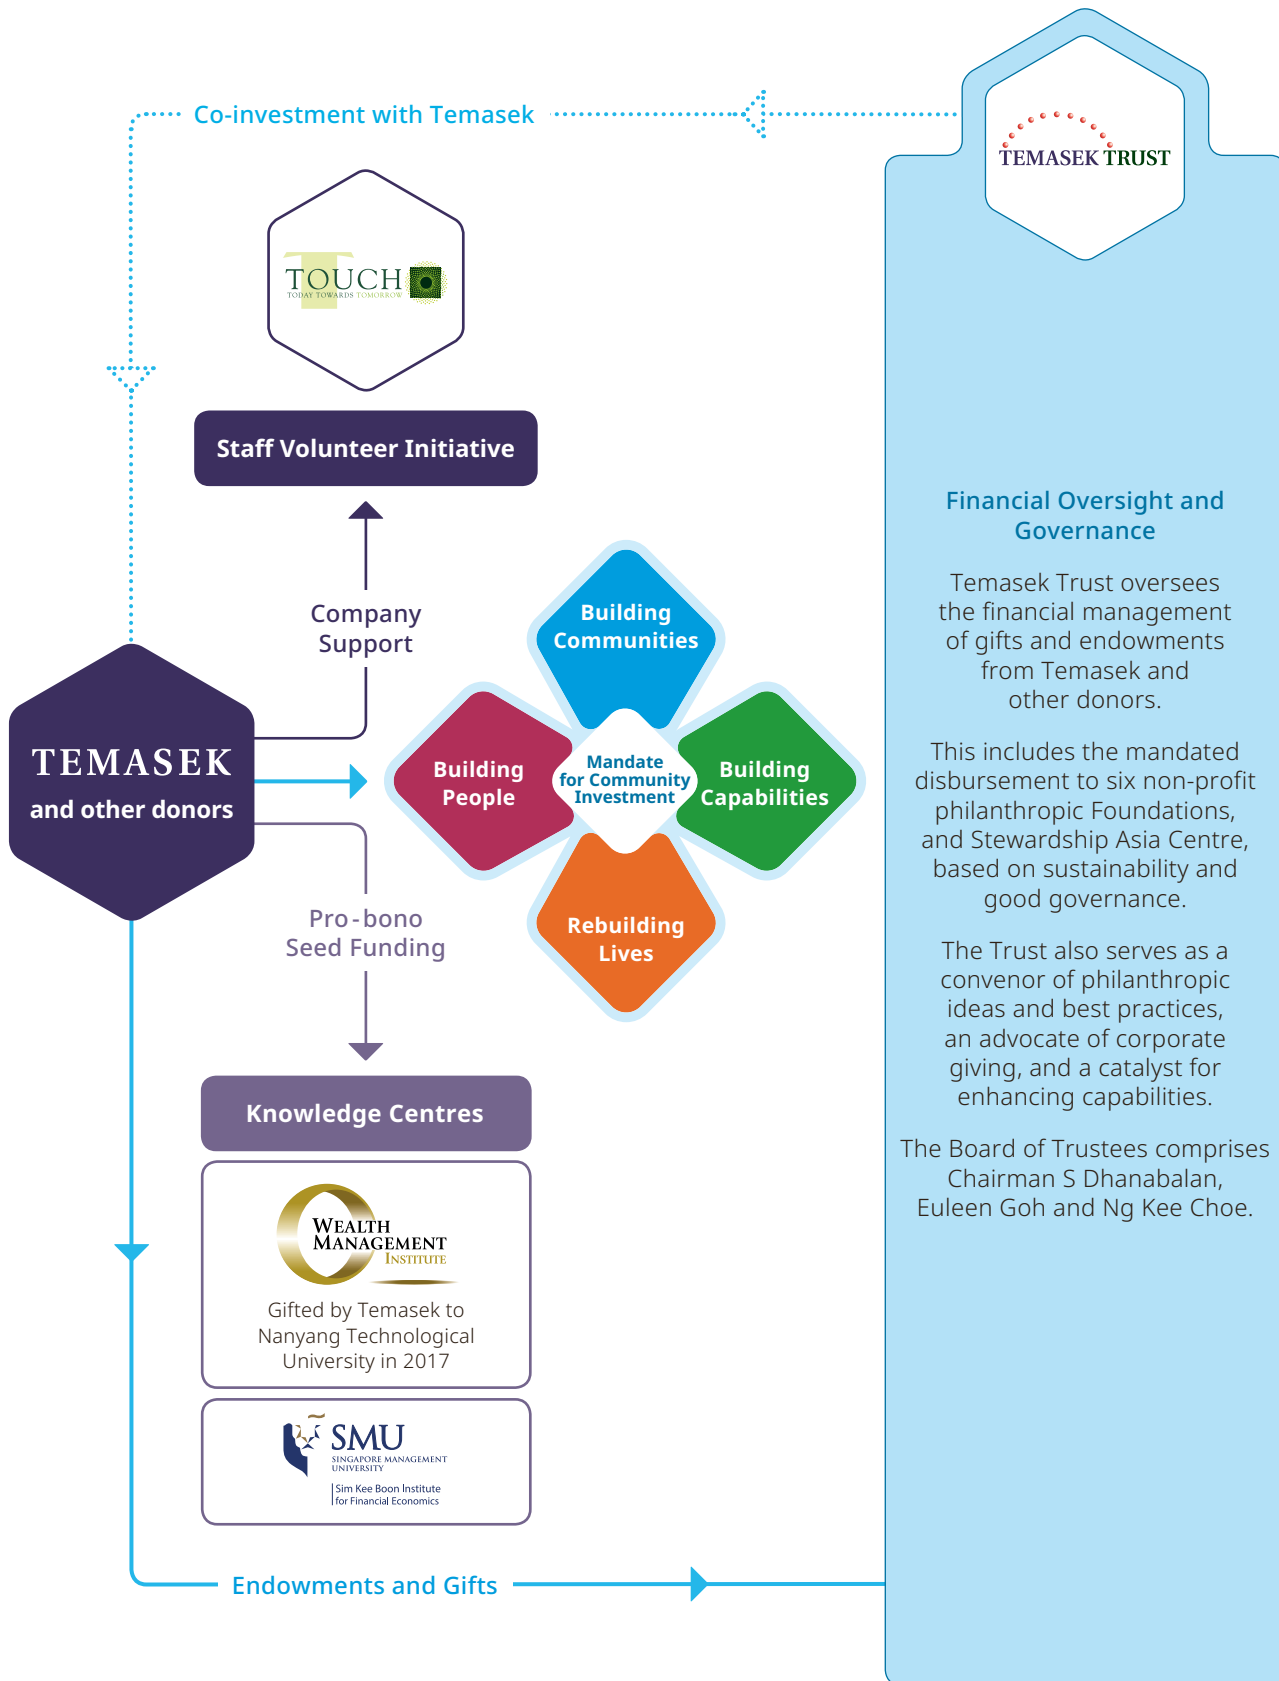 Co-investment with Temasek
TEMASEK TRUST
TOUCH
TODAY TOWARDS TOMORROW
Staff Volunteer Initiative
Company
Support
TEMASEK
and other donors
Building
Communities
Building
People
Mandate
for Community
Investment
Building
Capabilities
Rebuilding
Lives
Pro-bono
Seed Funding
Knowledge Centres
WEALTH
MANAGEMENT
INSTITUTE
Gifted by Temasek to
Nanyang Technological
University in 2017
SMU
SINGAPORE MANAGEMENT
UNIVERSITY
Sim Kee Boon Institute
for Financial Economics
Endowments and Gifts
Financial Oversight and
Governance
Temasek Trust oversees
the financial management
of gifts and endowments
from Temasek and
other donors.
This includes the mandated
disbursement to six non-profit
philanthropic Foundations,
and Stewardship Asia Centre,
based on sustainability and
good governance.
The Trust also serves as a
convenor of philanthropic
ideas and best practices,
an advocate of corporate
giving, and a catalyst for
enhancing capabilities.
The Board of Trustees comprises
Chairman S Dhanabalan,
Euleen Goh and Ng Kee Choe.